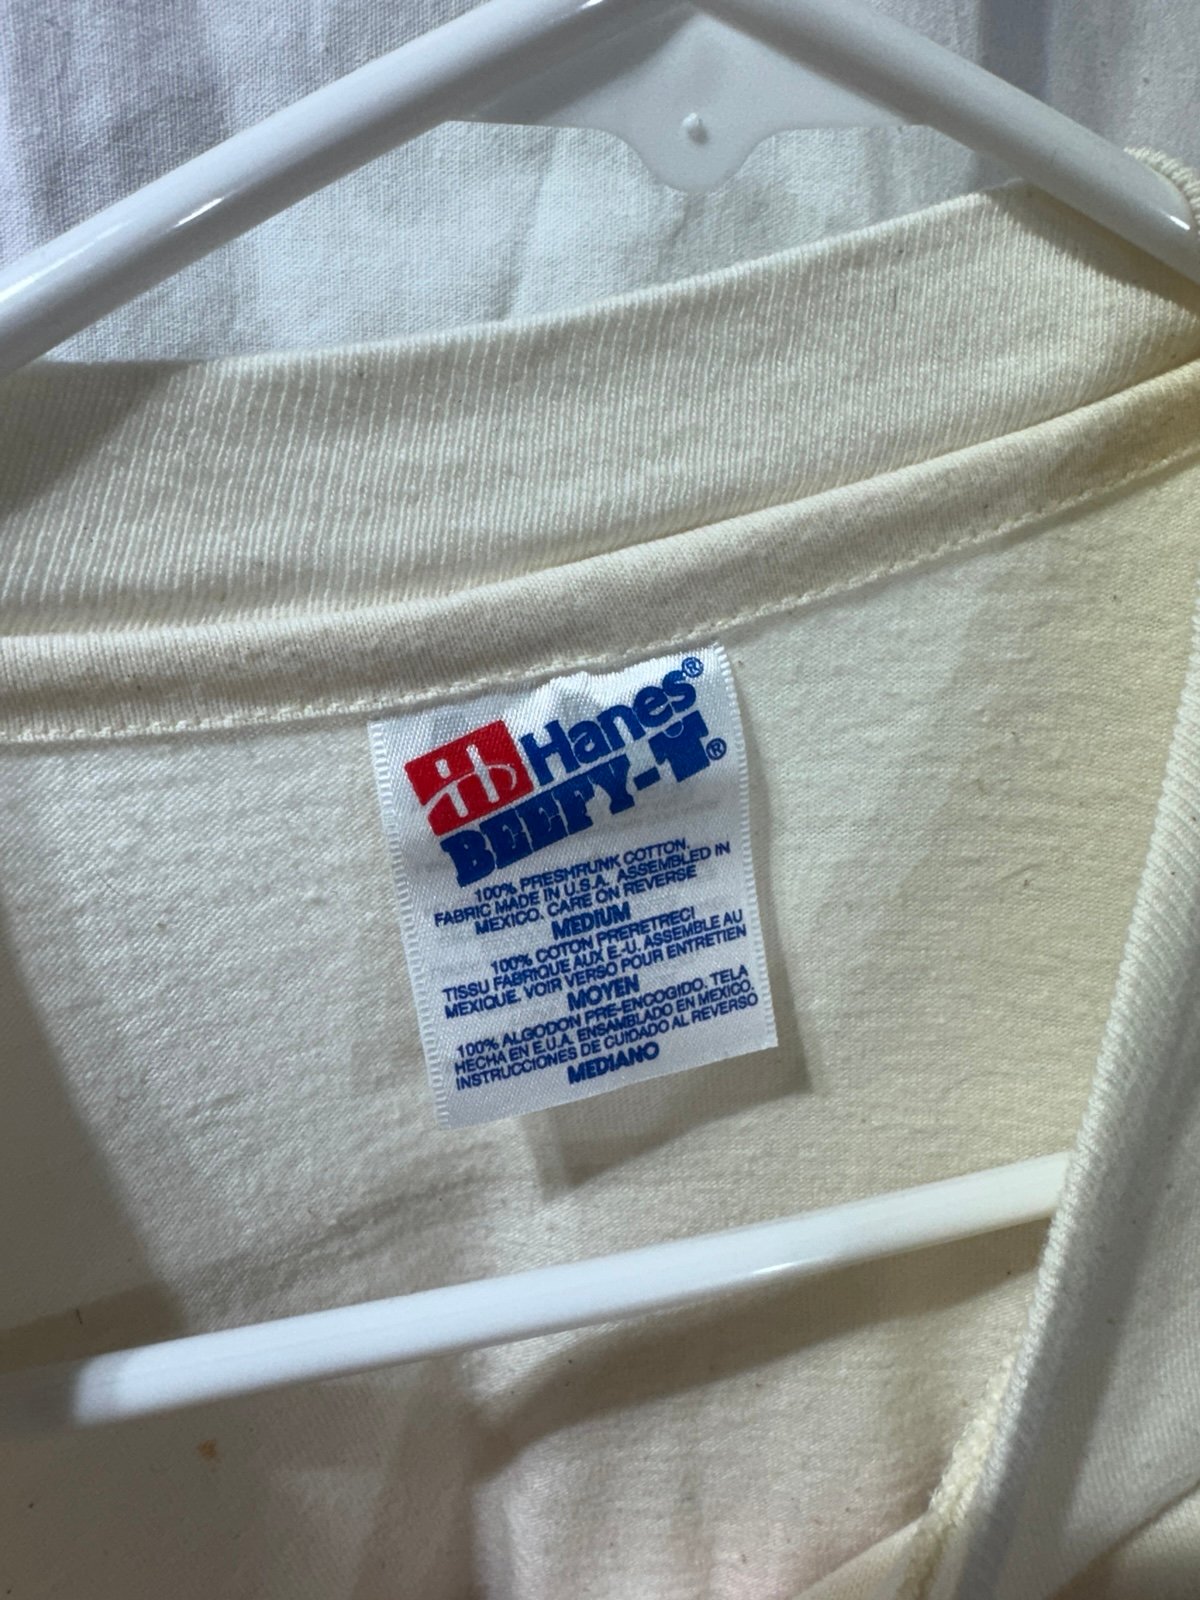 Hanes®
BEEFY-T®
100% PRESHRUNK COTTON.
FABRIC MADE IN U.S.A. ASSEMBLED IN
MEXICO. CARE ON REVERSE
MEDIUM
100% COTON PRERETRECI
TISSU FABRIQUE AUX E.-U. ASSEMBLE AU
MEXIQUE. VOIR VERSO POUR ENTRETIEN
MOYEN
100% ALGODON PRE-ENCOGIDO. TELA
HECHA EN E.U.A. ENSAMBLADO EN MEXICO.
INSTRUCCIONES DE CUIDADO AL REVERSO
MEDIANO